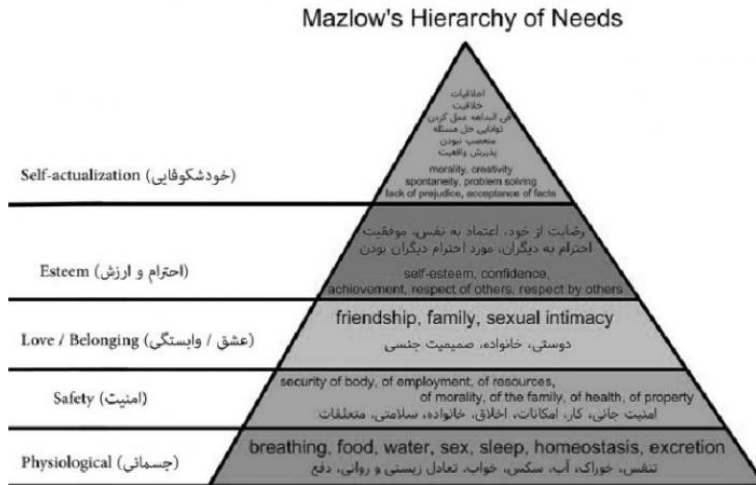 Mazlow's Hierarchy of Needs
اخلاقیات
خلاقیت
فی البداهه عمل کردن
توانایی حل مسئله
متعصب نبودن
پذیرش واقعیت
morality, creativity
spontaneity, problem solving
lack of prejudice, acceptance of facts
Self-actualization (خودشکوفایی)
رضایت از خود، اعتماد به نفس، موفقیت
احترام به دیگران، مورد احترام دیگران بودن
self-esteem, confidence,
achievement, respect of others, respect by others
Esteem (احترام و ارزش)
friendship, family, sexual intimacy
دوستی، خانواده، صمیمیت جنسی
Love / Belonging (عشق / وابستگی)
security of body, of employment, of resources,
of morality, of the family, of health, of property
امنیت جانی، کار، امکانات، اخلاق، خانواده، سلامتی، متعلقات
Safety (امنیت)
breathing, food, water, sex, sleep, homeostasis, excretion
تنفس، خوراک، آب، سکس، خواب، تعادل زیستی و روانی، دفع
Physiological (جسمانی)